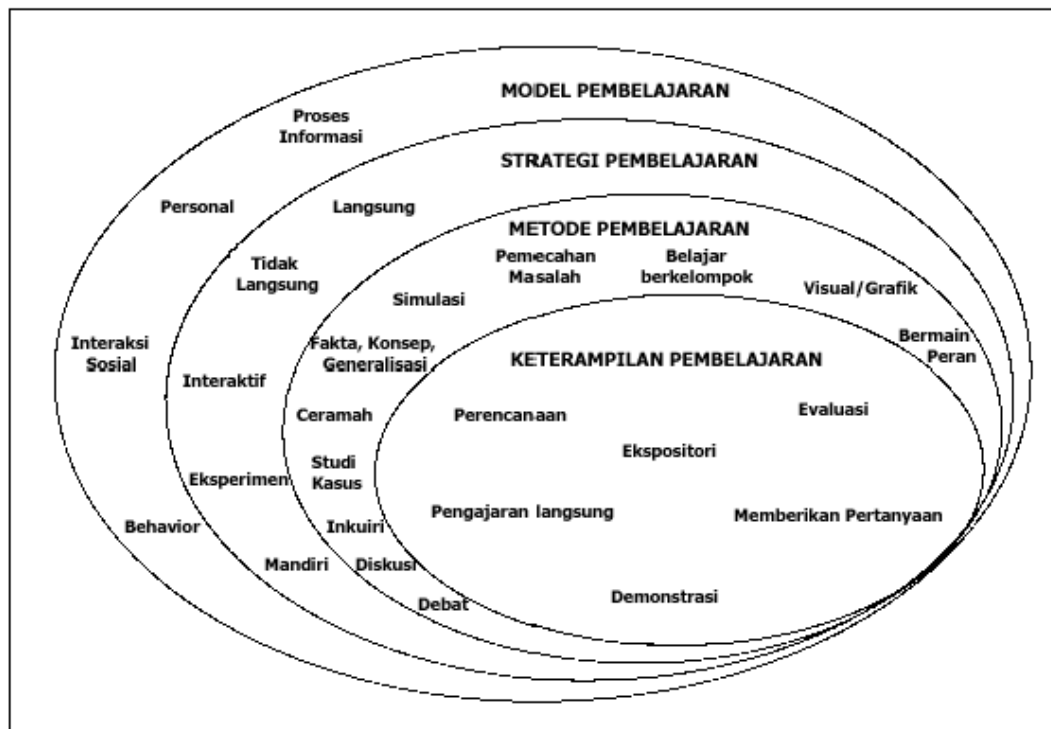 MODEL PEMBELAJARAN
Proses
Informasi
Personal
Interaksi
Sosial
Behavior
STRATEGI PEMBELAJARAN
Langsung
Tidak
Langsung
Interaktif
Eksperimen
Mandiri
METODE PEMBELAJARAN
Pemecahan
Masalah
Belajar
berkelompok
Visual/Grafik
Bermain
Peran
Simulasi
Fakta, Konsep,
Generalisasi
Ceramah
Studi
Kasus
Inkuiri
Diskusi
Debat
KETERAMPILAN PEMBELAJARAN
Perencanaan
Evaluasi
Ekspositori
Pengajaran langsung
Memberikan Pertanyaan
Demonstrasi